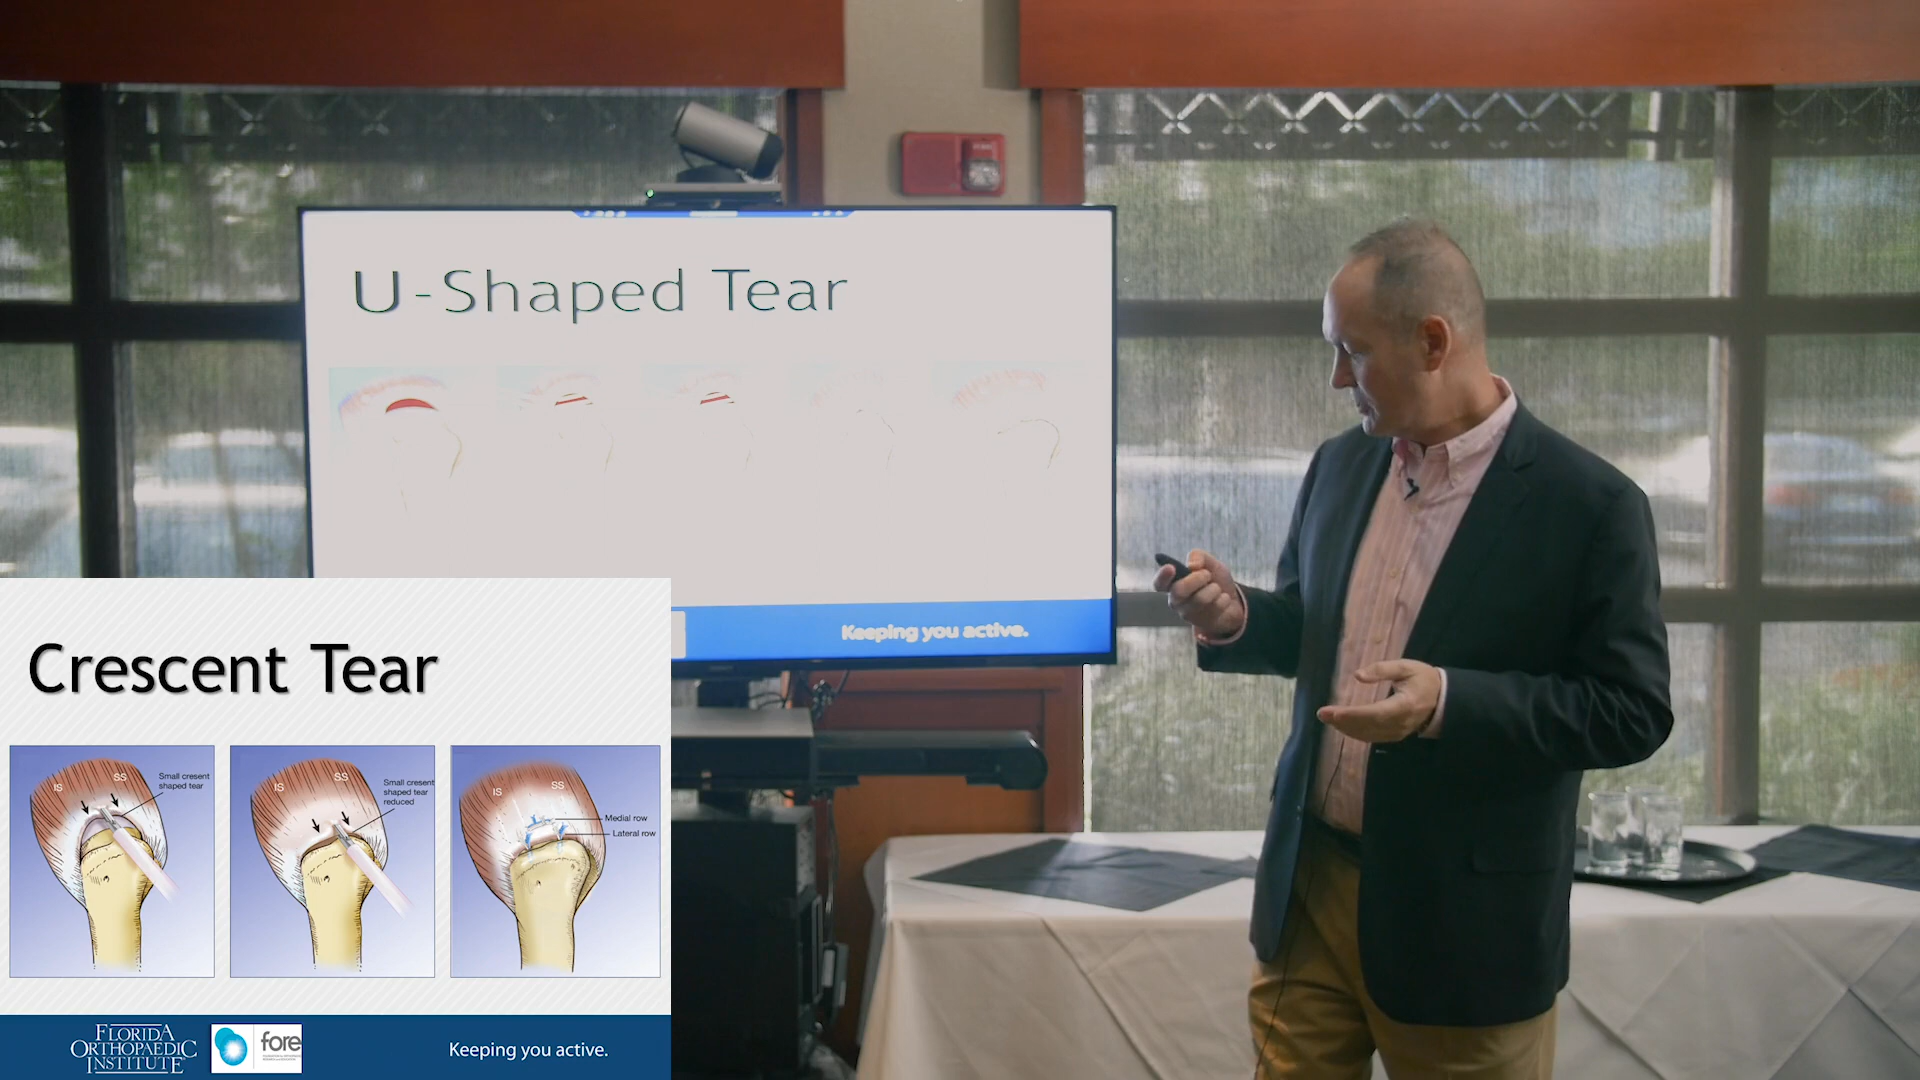 U-Shaped Tear
Keeping you active.
Crescent Tear
IS
SS
Small cresent
shaped tear
IS
SS
Small cresent
shaped tear
reduced
IS
SS
Medial row
Lateral row
FLORIDA
ORTHOPAEDIC
INSTITUTE
fore
Keeping you active.